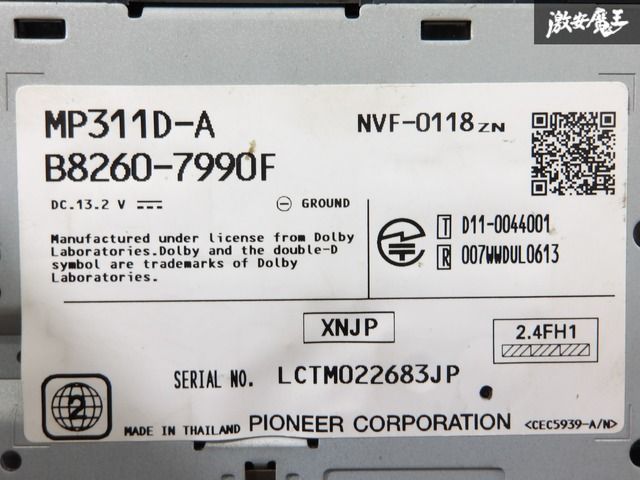 激安魔王
MP311D-A
NVF-0118ZN
B8260-7990F
DC.13.2 V
GROUND
Manufactured under license from Dolby
Laboratories.Dolby and the double-D
symbol are trademarks of Dolby
Laboratories.
T D11-0044001
R 007WWDUL0613
XNJP
2.4FH1
SERIAL NO. LCTM022683JP
2
MADE IN THAILAND PIONEER CORPORATION <CEC5939-A/N>